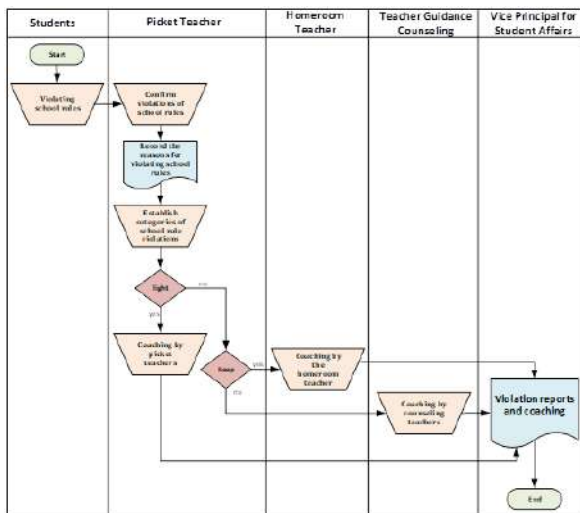 Students
Picket Teacher
Homeroom
Teacher
Teacher Guidance
Counseling
Vice Principal for
Student Affairs
Start
Violating
school rules
Confirm
violations of
school rules
Record the
reasons for
violating school
rules
Establish
categories of
school rule
violations
light
no
yes
Coaching by
picket
teachers
yes
no
Coaching by
the
homeroom
teacher
Coaching by
counseling
teachers
Violation reports
and coaching
End